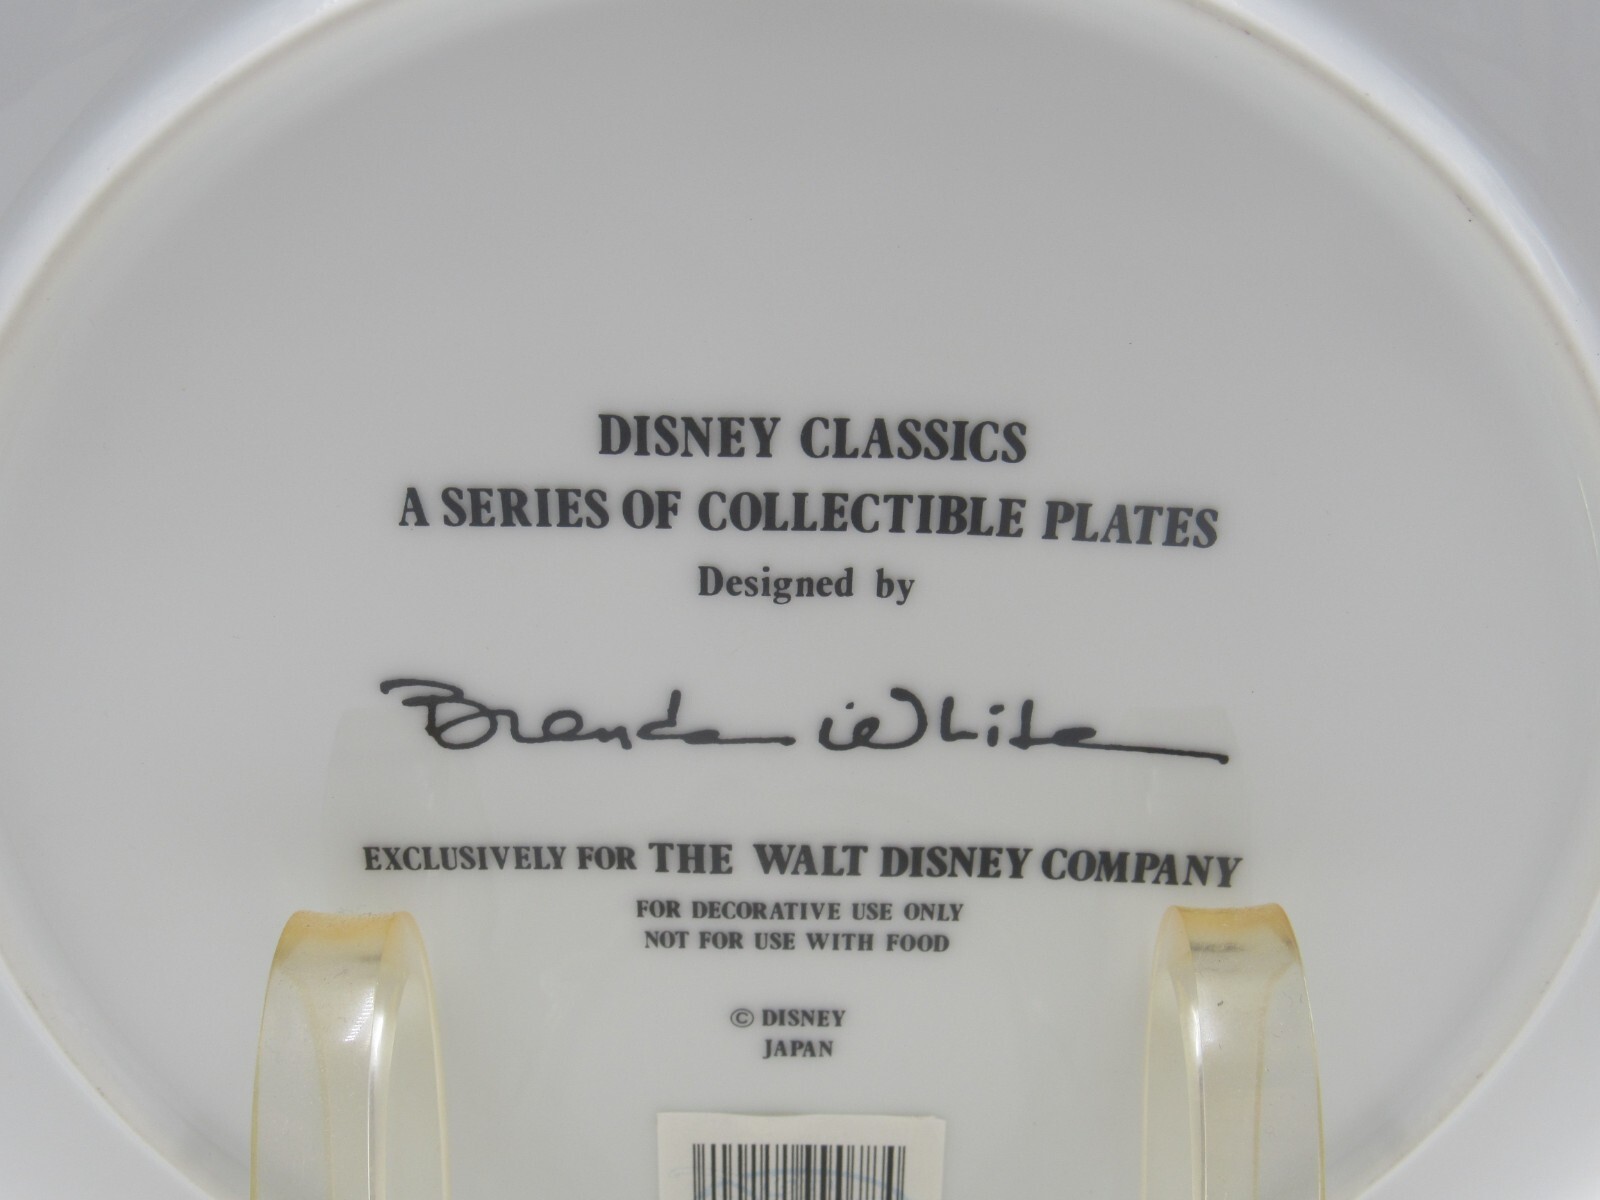 DISNEY CLASSICS
A SERIES OF COLLECTIBLE PLATES
Designed by
Brenda White
EXCLUSIVELY FOR THE WALT DISNEY COMPANY
FOR DECORATIVE USE ONLY
NOT FOR USE WITH FOOD
© DISNEY
JAPAN